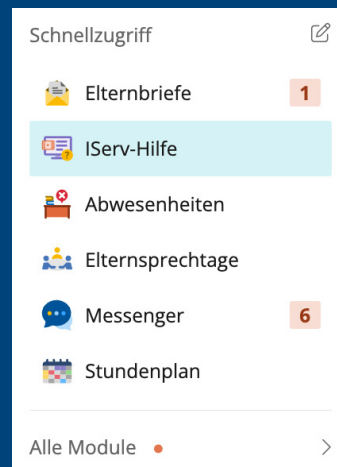 Schnellzugriff
Elternbriefe 1
IServ-Hilfe
Abwesenheiten
Elternsprechtage
Messenger 6
Stundenplan
Alle Module